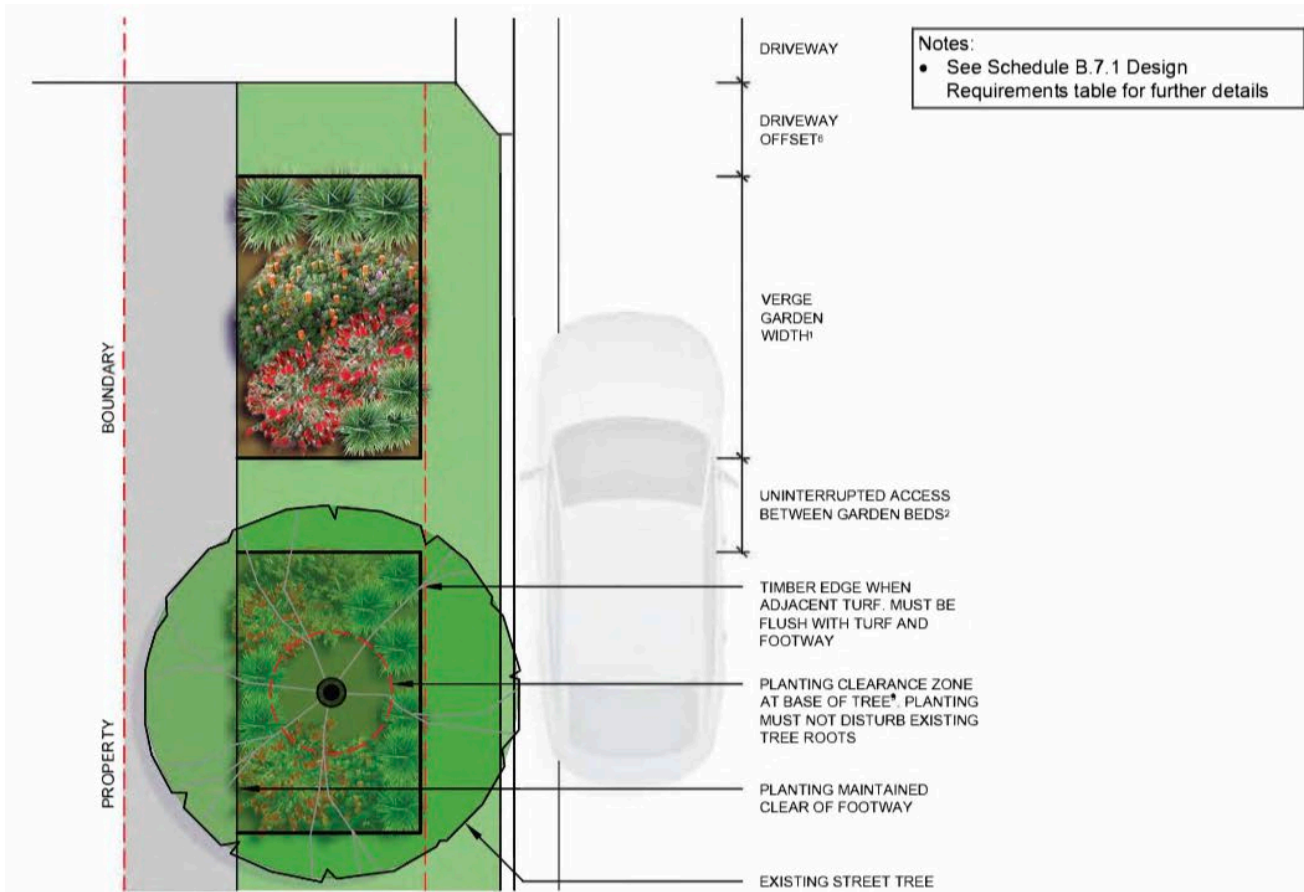 Notes:
• See Schedule B.7.1 Design
Requirements table for further details
DRIVEWAY
DRIVEWAY
OFFSET⁶
VERGE
GARDEN
WIDTH¹
UNINTERRUPTED ACCESS
BETWEEN GARDEN BEDS²
TIMBER EDGE WHEN
ADJACENT TURF. MUST BE
FLUSH WITH TURF AND
FOOTWAY
PLANTING CLEARANCE ZONE
AT BASE OF TREE. PLANTING
MUST NOT DISTURB EXISTING
TREE ROOTS
PLANTING MAINTAINED
CLEAR OF FOOTWAY
EXISTING STREET TREE
BOUNDARY
PROPERTY